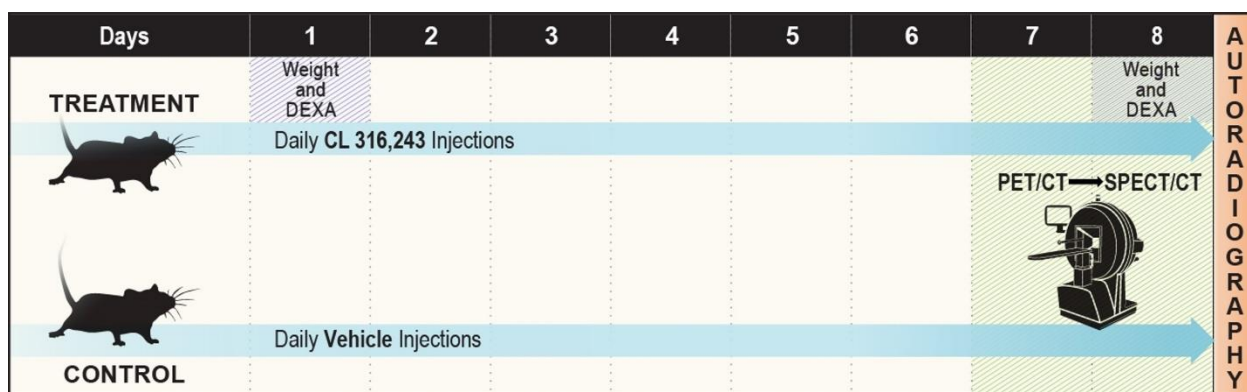 Days 1 2 3 4 5 6 7 8
Weight
and
DEXA
Weight
and
DEXA
TREATMENT
Daily CL 316,243 Injections
PET/CT SPECT/CT
Daily Vehicle Injections
CONTROL
AUTORADIOGRAPHY